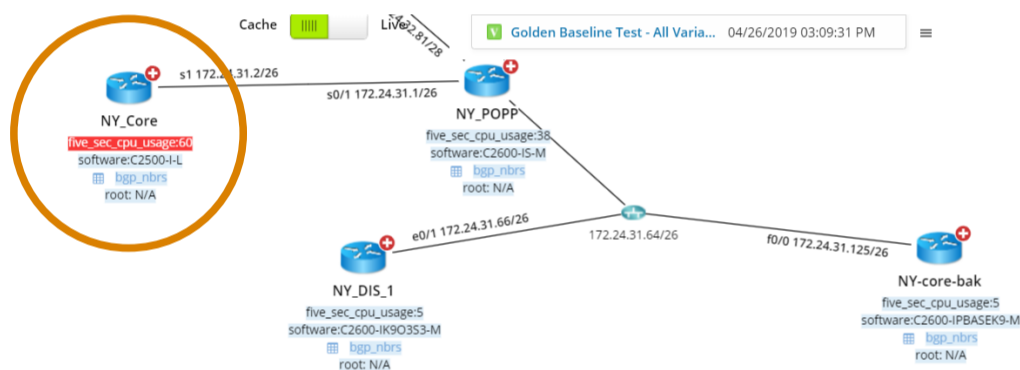 Cache
Live
24.32.81/28
Golden Baseline Test - All Varia... 04/26/2019 03:09:31 PM
s1 172.24.31.2/26
s0/1 172.24.31.1/26
NY_Core
five_sec_cpu_usage:60
software:C2500-I-L
bgp_nbrs
root: N/A
NY_POPP
five_sec_cpu_usage:38
software:C2600-IS-M
bgp_nbrs
root: N/A
e0/1 172.24.31.66/26
172.24.31.64/26
f0/0 172.24.31.125/26
NY_DIS_1
five_sec_cpu_usage:5
software:C2600-IK9O3S3-M
bgp_nbrs
root: N/A
NY-core-bak
five_sec_cpu_usage:5
software:C2600-IPBASEK9-M
bgp_nbrs
root: N/A